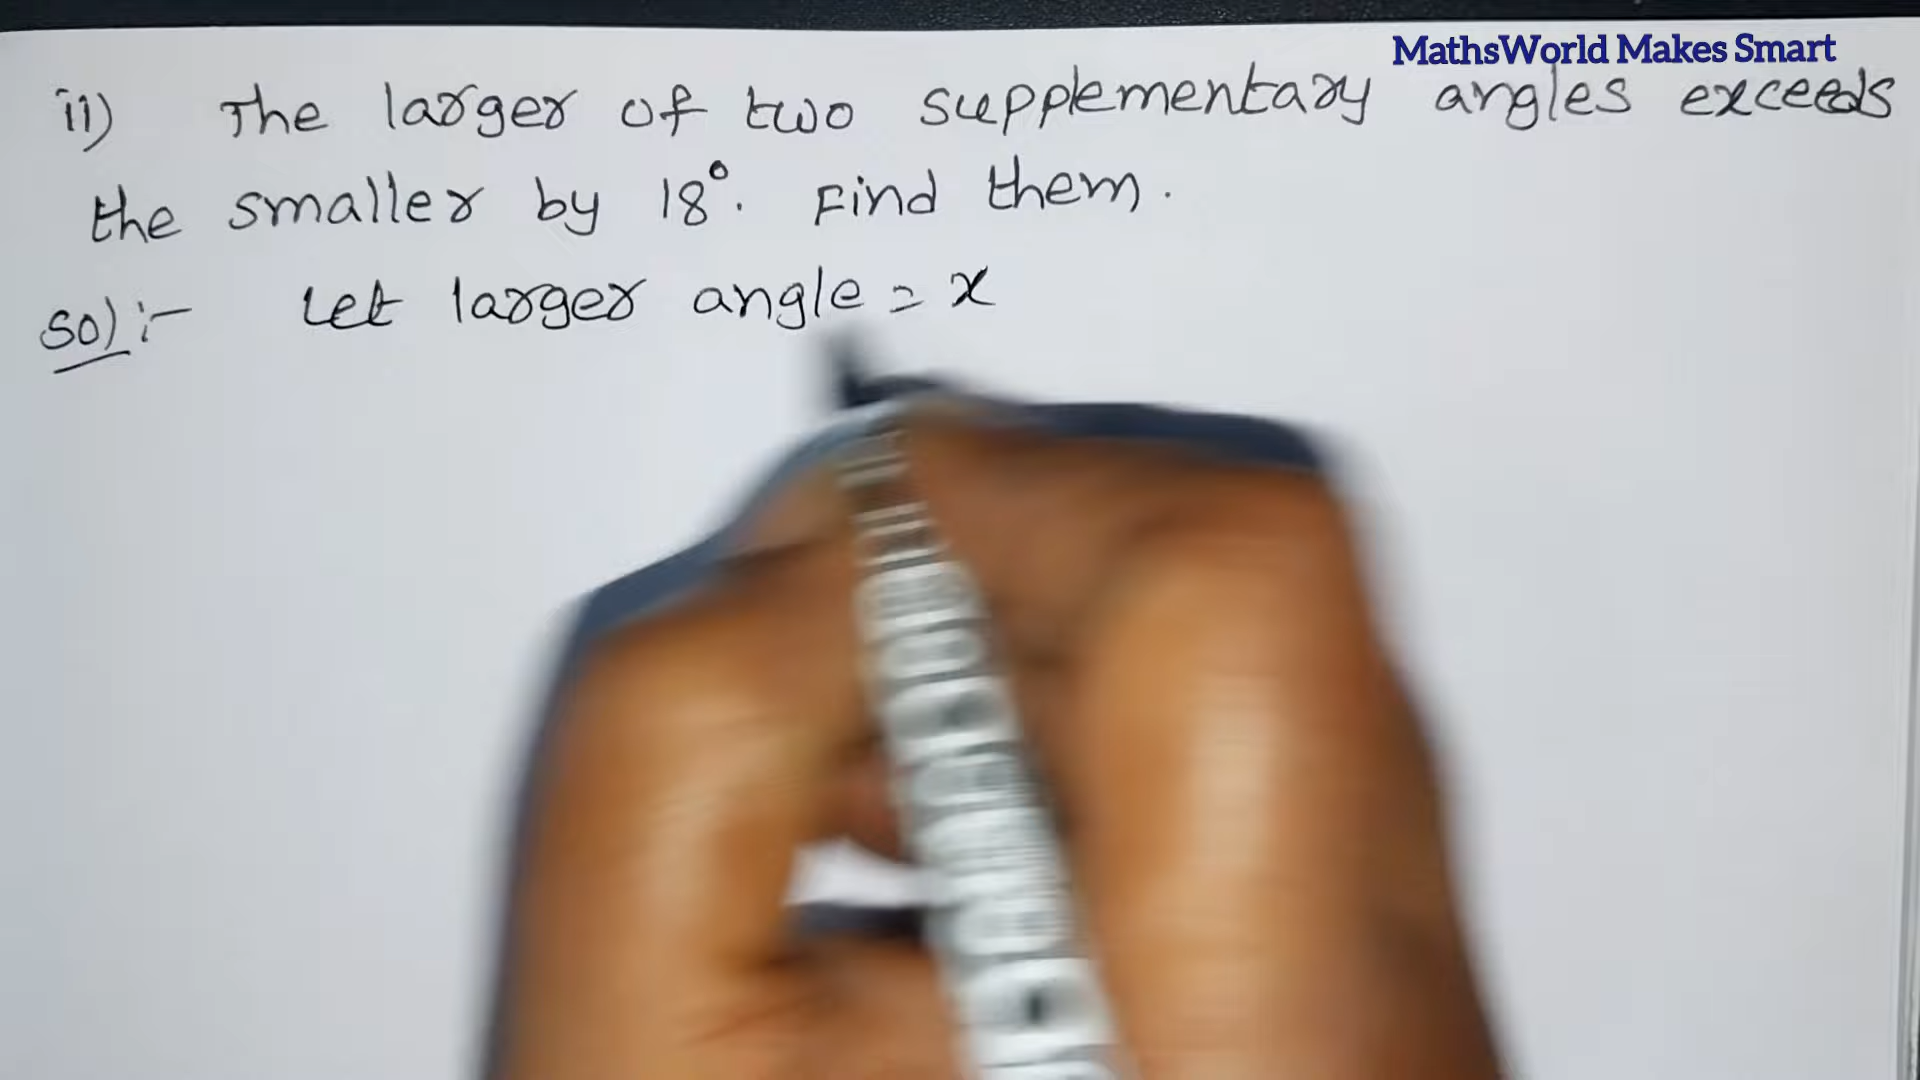 MathsWorld Makes Smart
ii) The larger of two supplementary angles exceeds
the smaller by 18°. Find them.
Sol :- Let larger angle = x